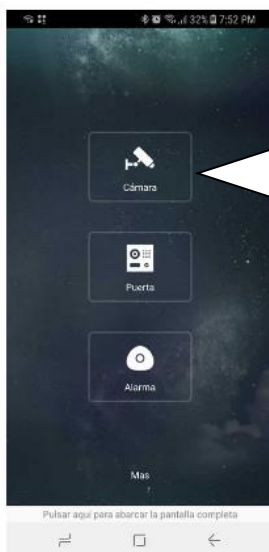 32% 7:52 PM
Cámara
Puerta
Alarma
Mas
Pulsar aquí para abarcar la pantalla completa